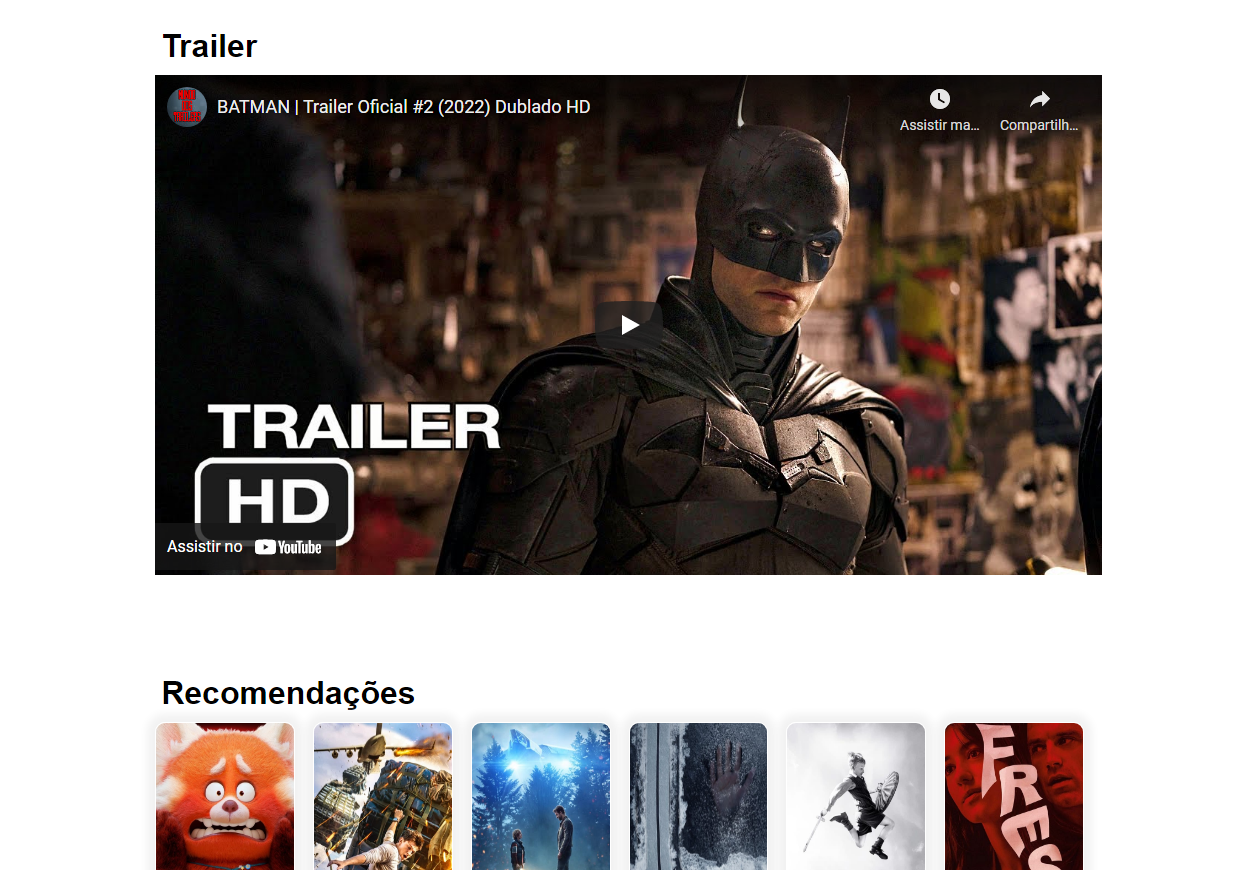 Trailer
BATMAN | Trailer Oficial #2 (2022) Dublado HD
Assistir ma...
Compartilh...
THE
TRAILER
HD
Assistir no YouTube
Recomendações
FRES